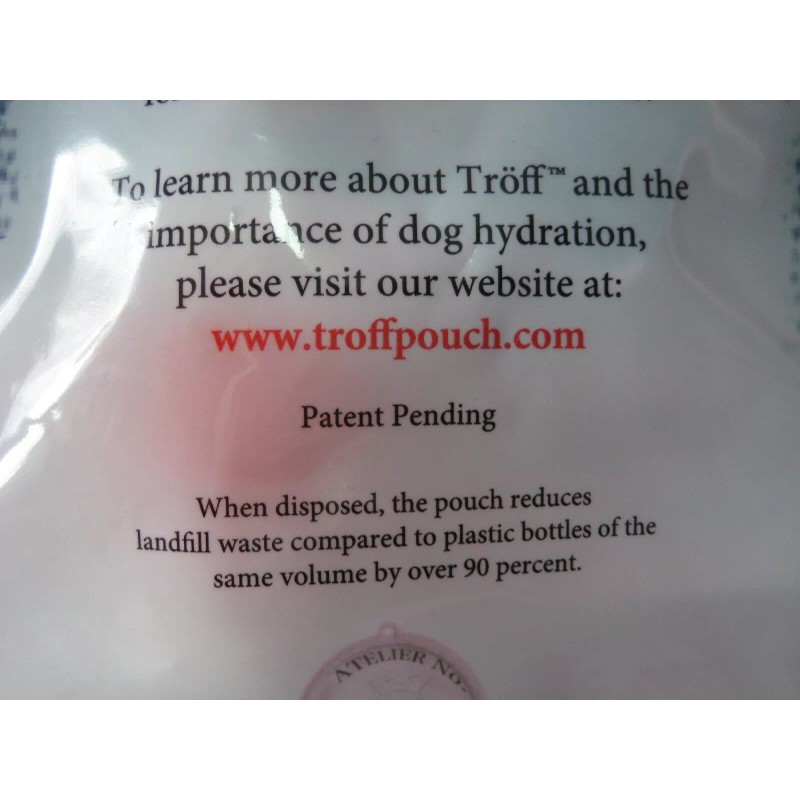 To learn more about Tröff™ and the
importance of dog hydration,
please visit our website at:
www.troffpouch.com
Patent Pending
When disposed, the pouch reduces
landfill waste compared to plastic bottles of the
same volume by over 90 percent.
ATELIER NO